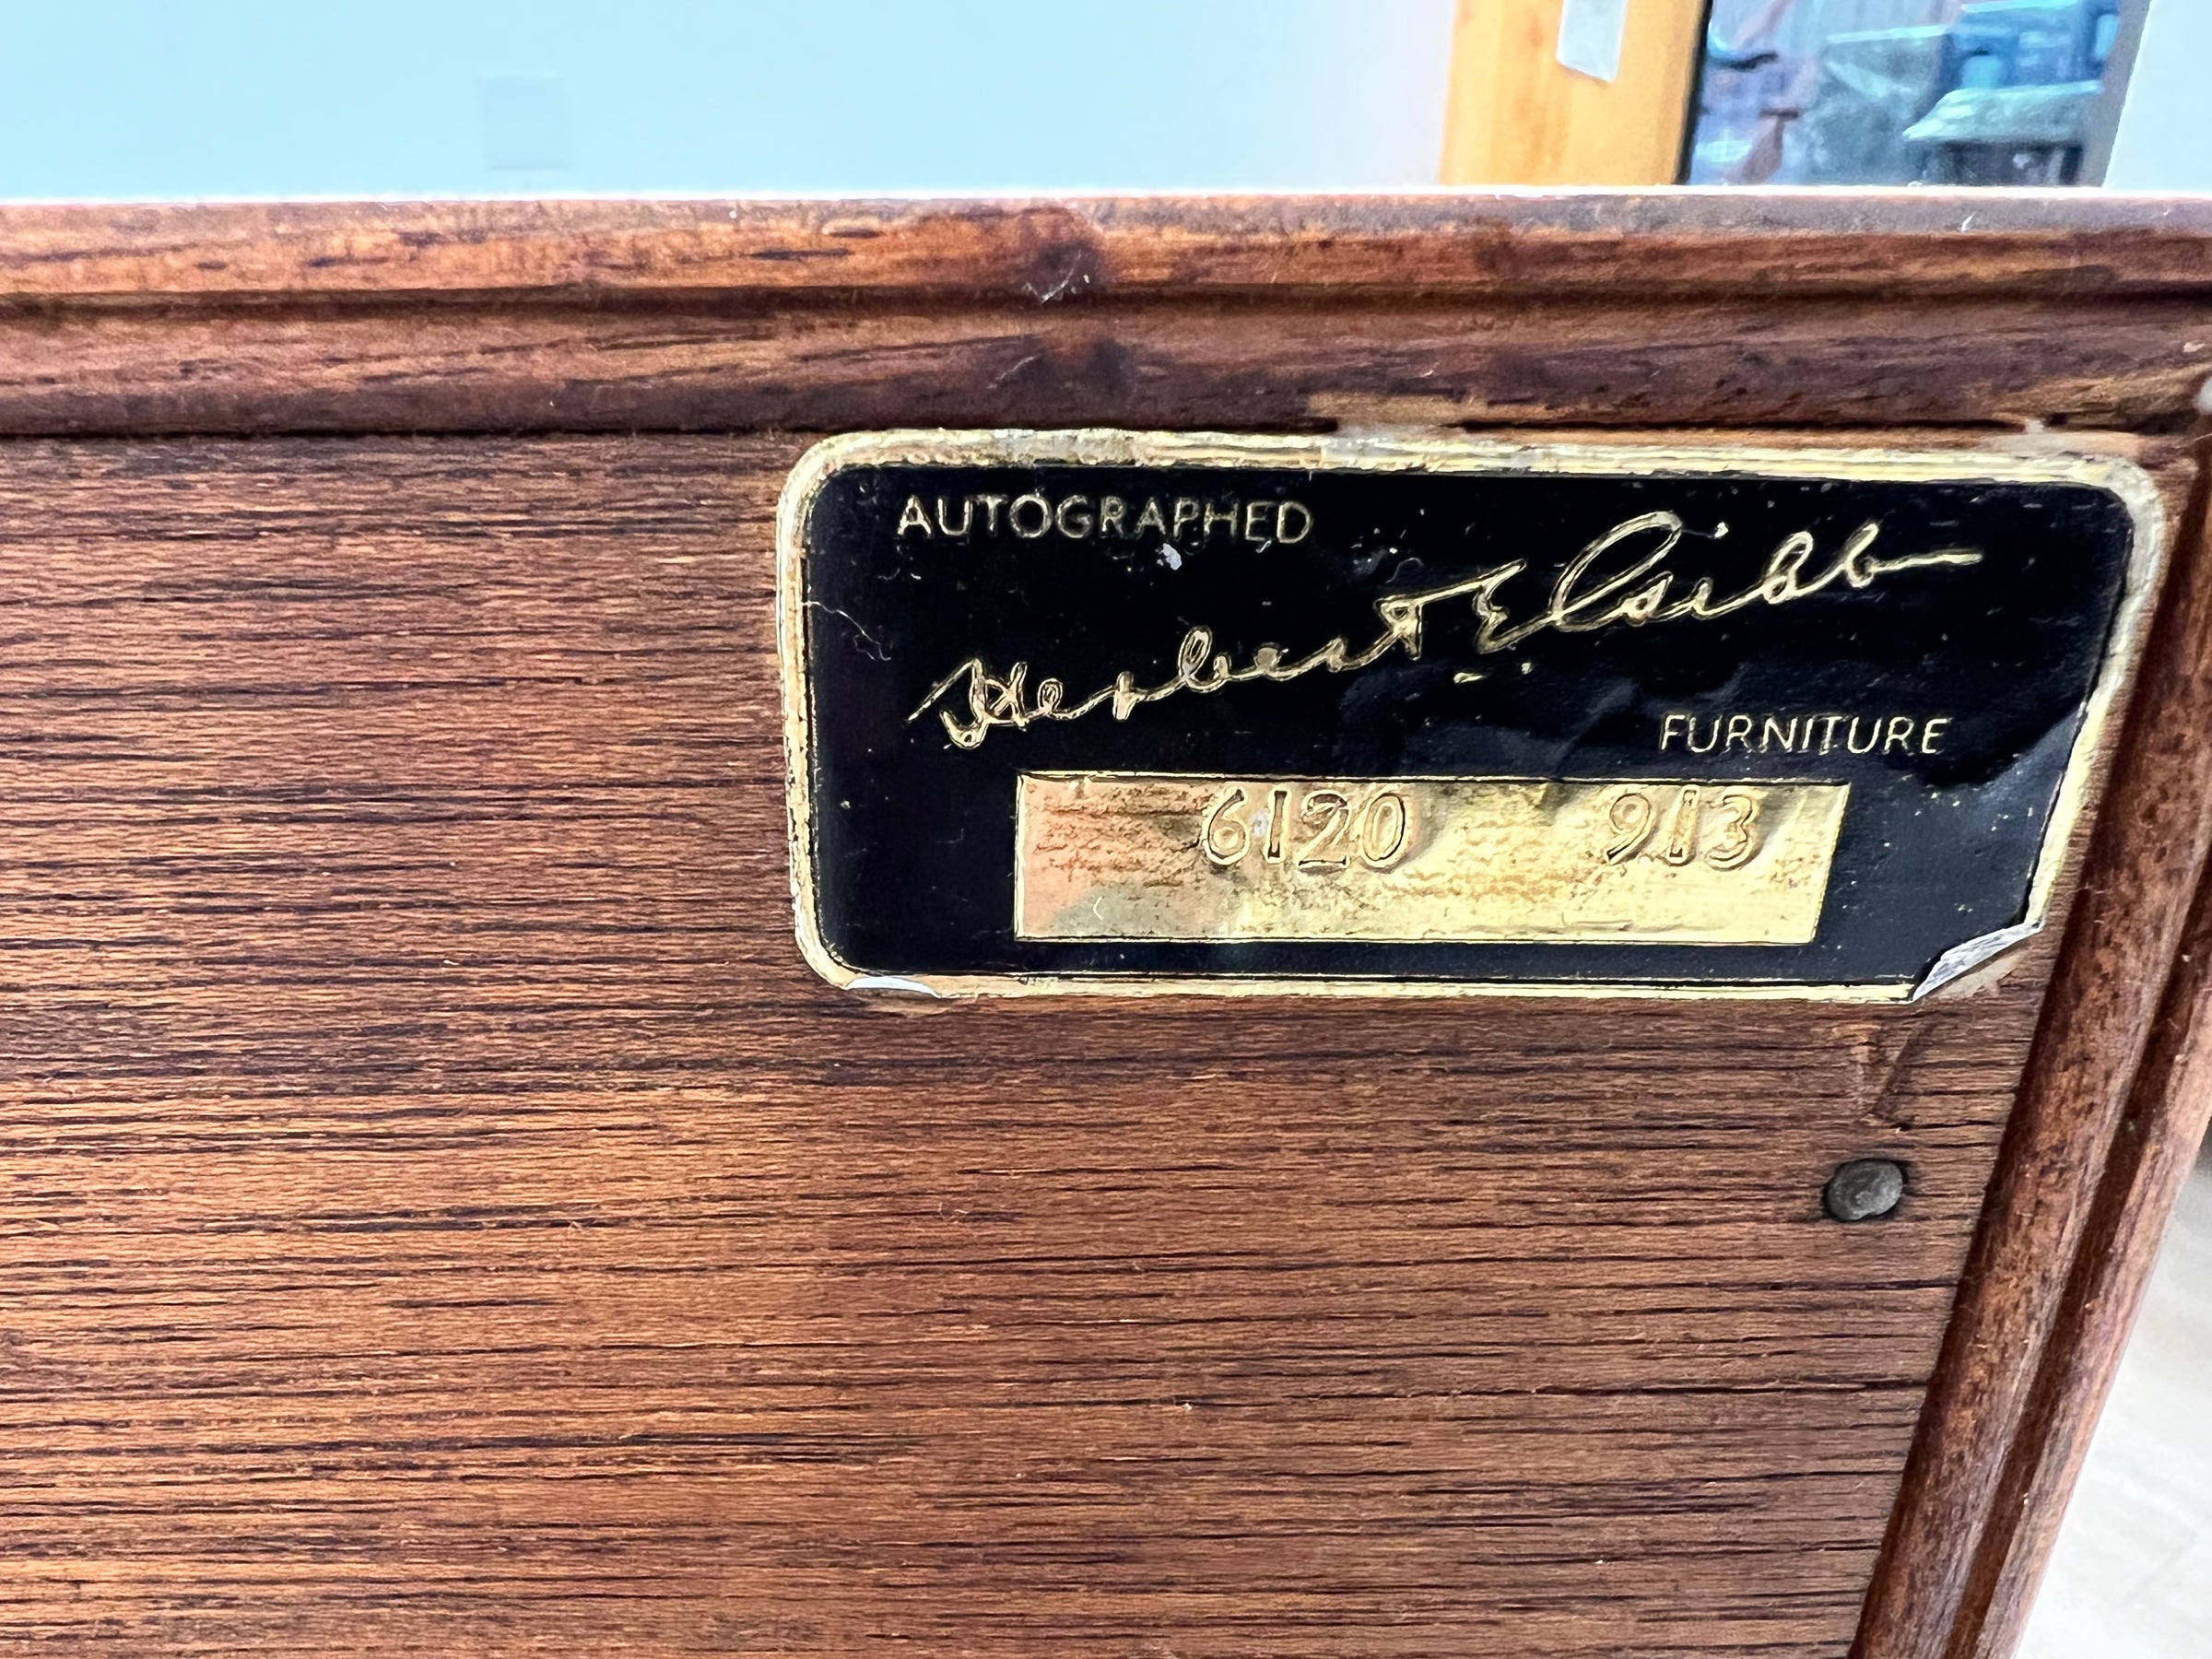 AUTOGRAPHED
Herbert E Gibb
FURNITURE
6120 913